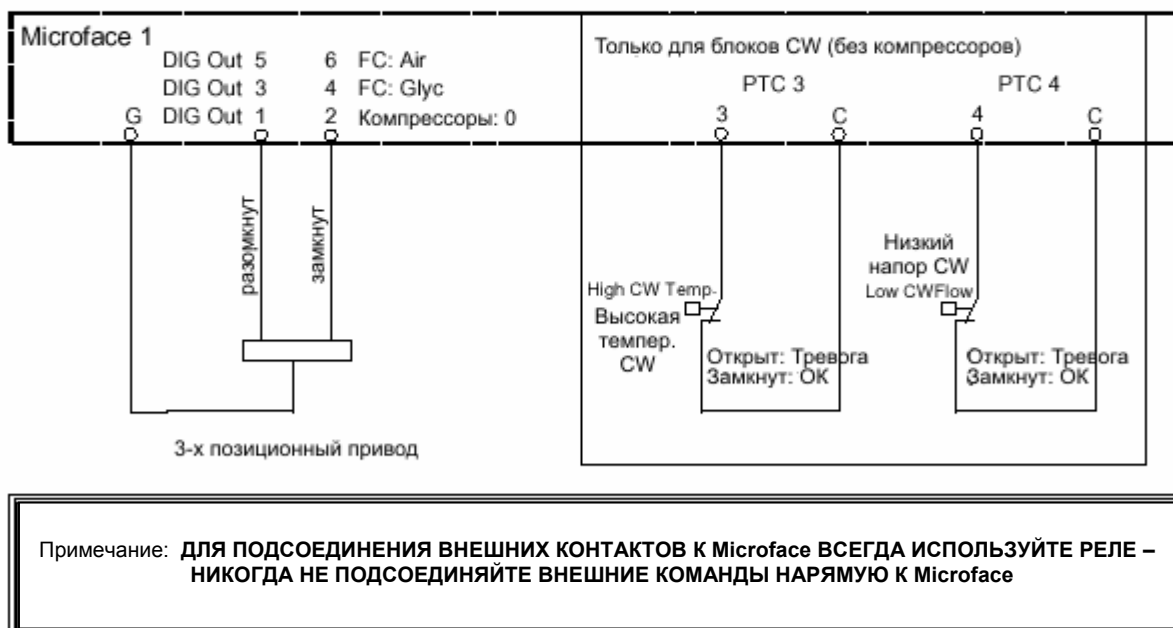 Microface 1
DIG Out 5 6 FC: Air
DIG Out 3 4 FC: Glyc
G DIG Out 1 2 Компрессоры: 0
разомкнут
замкнут
3-х позиционный привод
Только для блоков CW (без компрессоров)
РТС 3 РТС 4
3 C 4 C
High CW Temp.
Высокая
темпер.
CW
Открыт: Тревога
Замкнут: ОК
Низкий
напор CW
Low CWFlow
Открыт: Тревога
Замкнут: ОК
Примечание: ДЛЯ ПОДСОЕДИНЕНИЯ ВНЕШНИХ КОНТАКТОВ К Microface ВСЕГДА ИСПОЛЬЗУЙТЕ РЕЛЕ –
НИКОГДА НЕ ПОДСОЕДИНЯЙТЕ ВНЕШНИЕ КОМАНДЫ НАРЯМУЮ К Microface